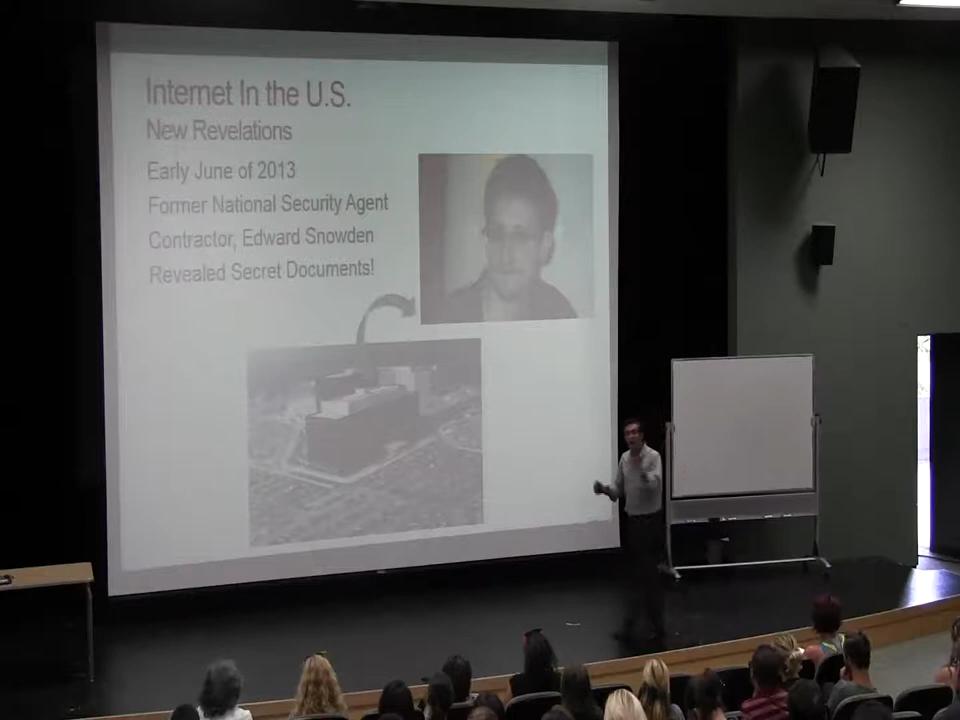 Internet In the U.S.
New Revelations
Early June of 2013
Former National Security Agent
Contractor, Edward Snowden
Revealed Secret Documents!